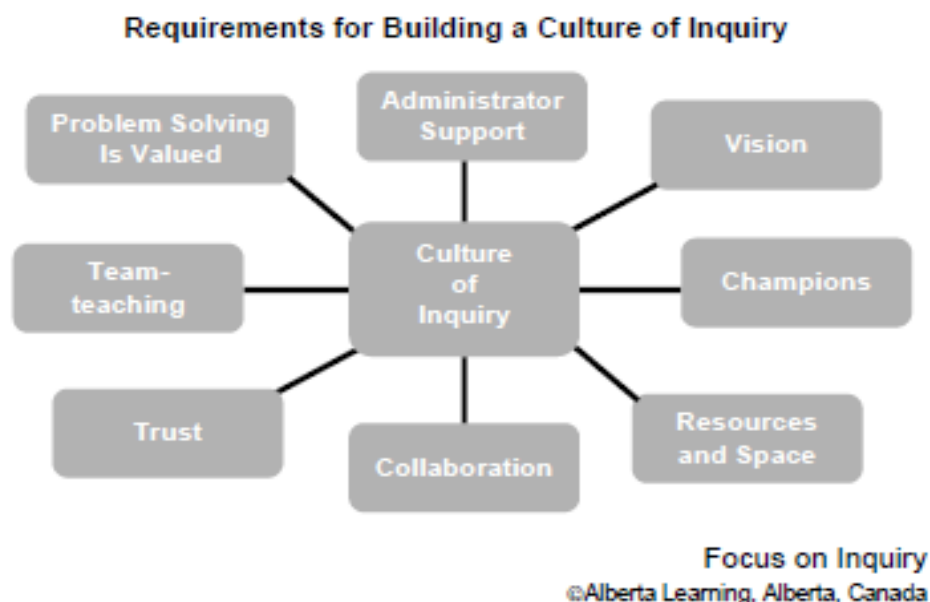 Requirements for Building a Culture of Inquiry
Administrator
Support
Problem Solving
Is Valued
Vision
Culture
of
Inquiry
Team-
teaching
Champions
Trust
Collaboration
Resources
and Space
Focus on Inquiry
©Alberta Learning, Alberta, Canada